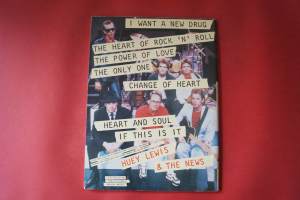 I WANT A NEW DRUG
THE HEART OF ROCK 'N' ROLL
THE POWER OF LOVE
THE ONLY ONE
CHANGE OF HEART
HEART AND SOUL
IF THIS IS IT
HUEY LEWIS
& THE NEWS